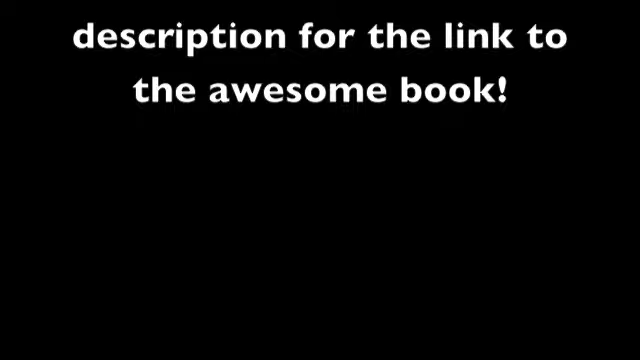 description for the link to
the awesome book!